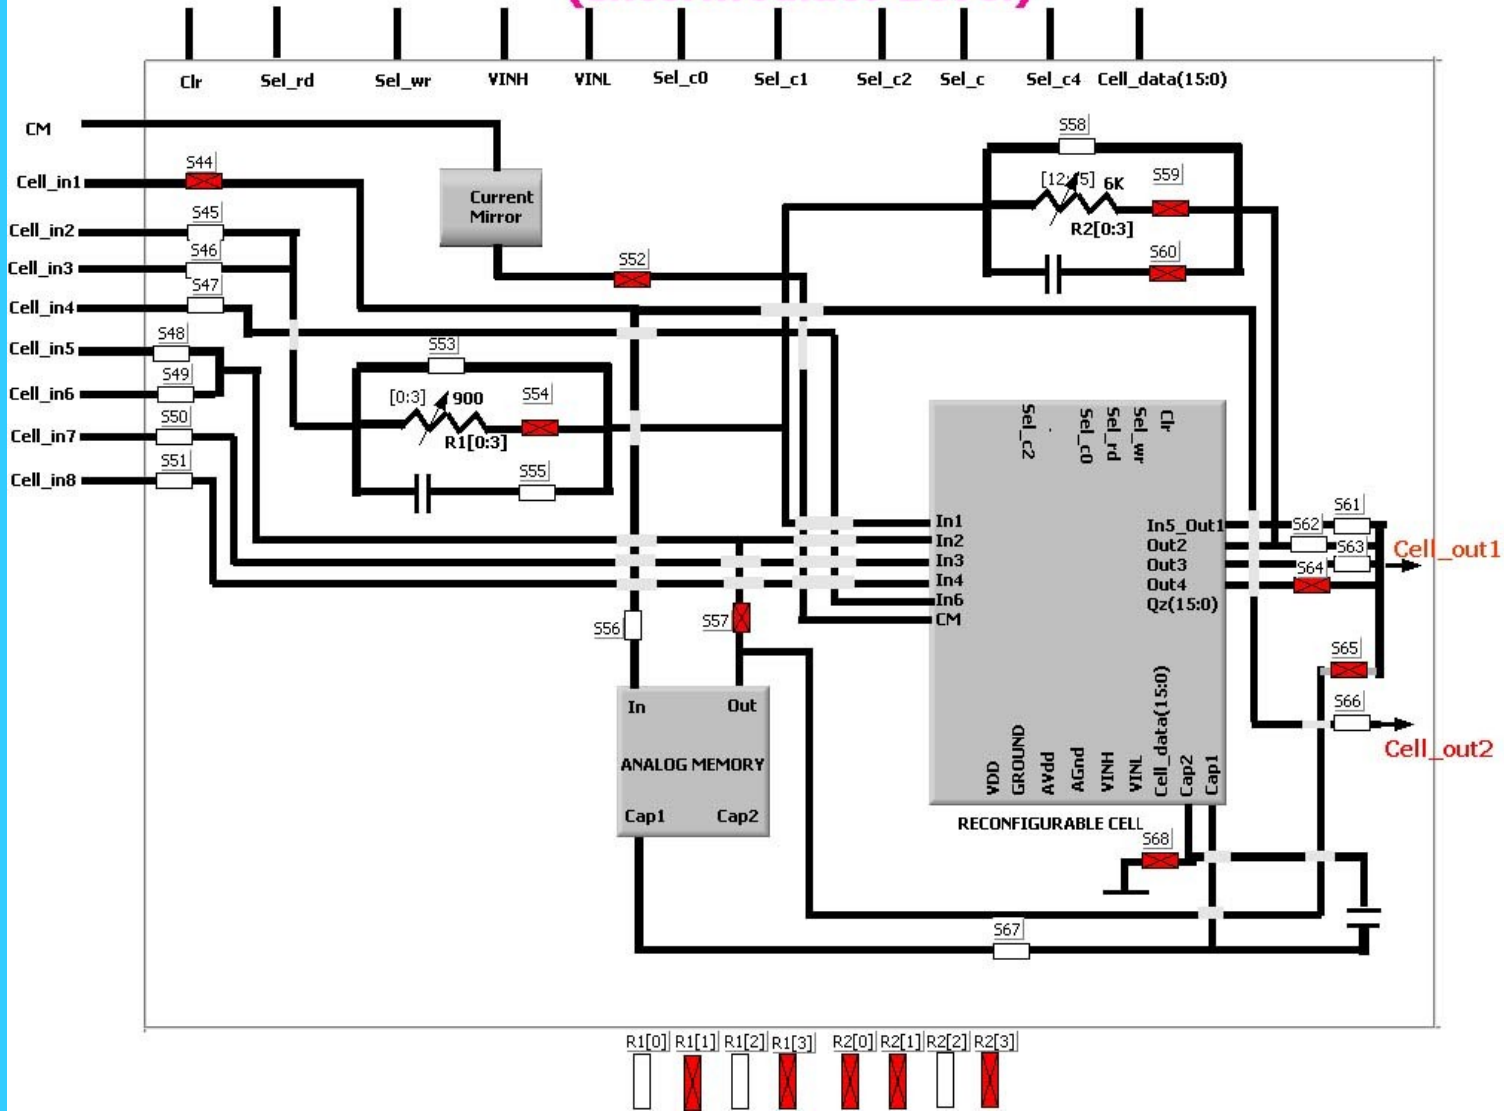 Clr Sel_rd Sel_wr VINH VINL Sel_c0 Sel_c1 Sel_c2 Sel_c Sel_c4 Cell_data(15:0)
CM
Cell_in1
Cell_in2
Cell_in3
Cell_in4
Cell_in5
Cell_in6
Cell_in7
Cell_in8
S44
S45
S46
S47
S48
S49
S50
S51
Current
Mirror
S52
S53
[0:3] 900
S54
R1[0:3]
S55
S58
6K
S59
R2[0:3]
S60
Sel_c2
Sel_c0
Sel_rd
Sel_wr
Clr
In1
In2
In3
In4
In6
CM
In5_Out1
Out2
Out3
Out4
Qz(15:0)
VDD
GROUND
AVdd
AGnd
VINH
VINL
Cell_data(15:0)
Cap2
Cap1
RECONFIGURABLE CELL
S61
S62
S63
S64
Cell_out1
S65
S66
Cell_out2
S56
S57
In Out
ANALOG MEMORY
Cap1 Cap2
S68
S67
R1[0] R1[1] R1[2] R1[3] R2[0] R2[1] R2[2] R2[3]